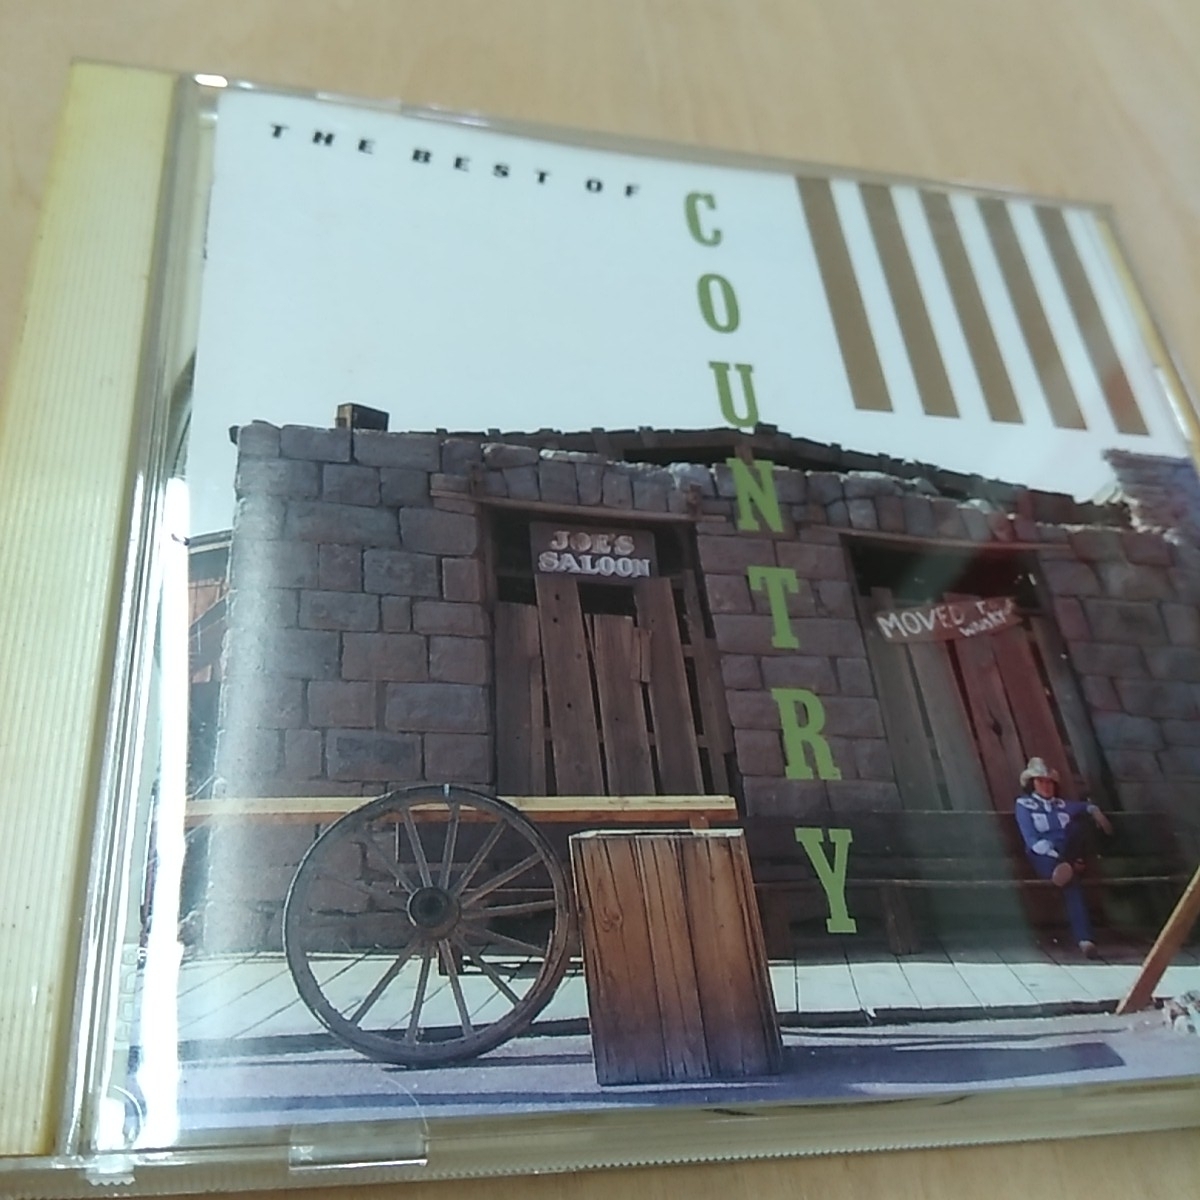 THE BEST OF
COUNTRY
JOE'S
SALOON
MOVED